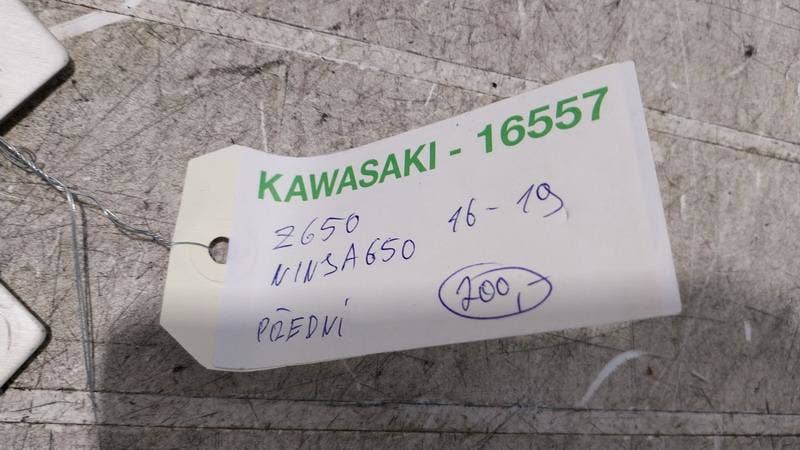 KAWASAKI - 16557
Z650 16-19
NINJA650
PŘEDNÍ 200,-